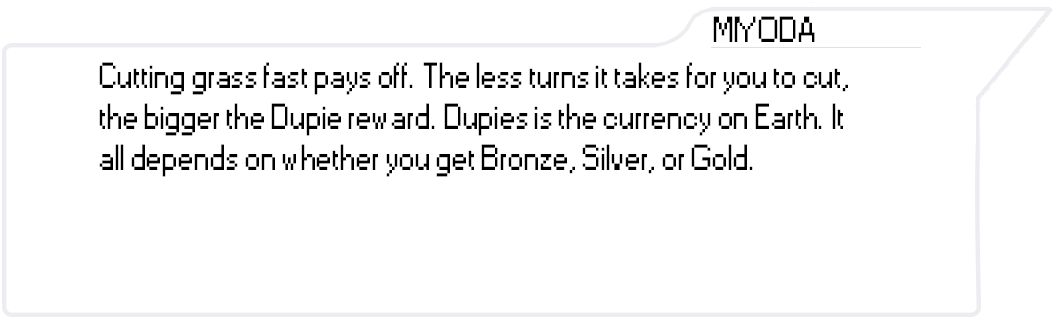 MIYODA
Cutting grass fast pays off. The less turns it takes for you to cut,
the bigger the Dupie reward. Dupies is the currency on Earth. It
all depends on whether you get Bronze, Silver, or Gold.